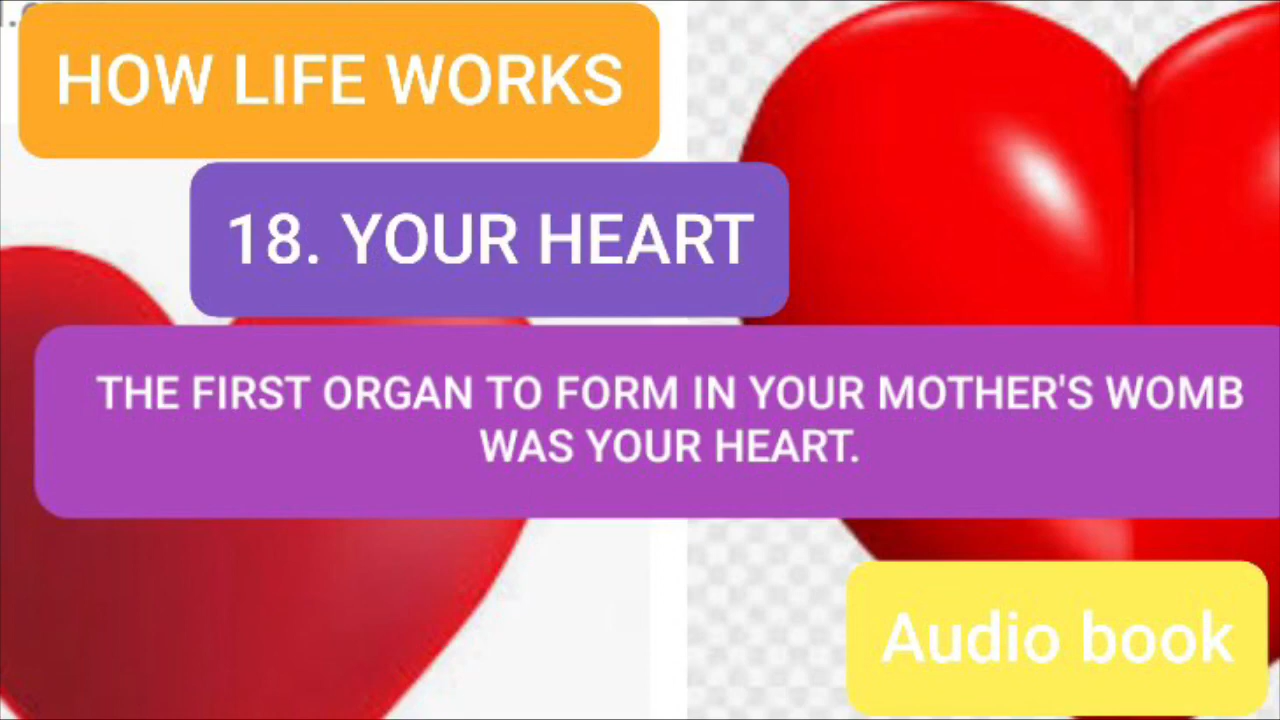 HOW LIFE WORKS
18. YOUR HEART
THE FIRST ORGAN TO FORM IN YOUR MOTHER'S WOMB
WAS YOUR HEART.
Audio book